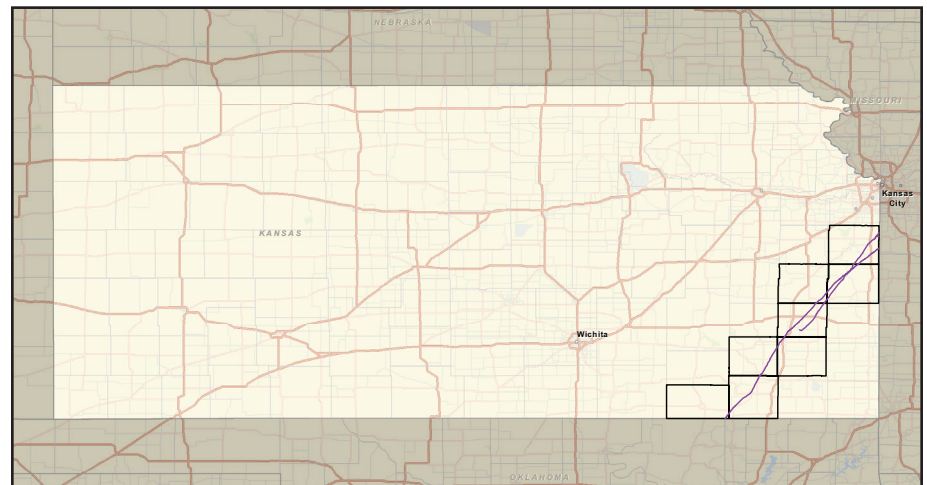 NEBRASKA
MISSOURI
Kansas
City
KANSAS
Wichita
OKLAHOMA